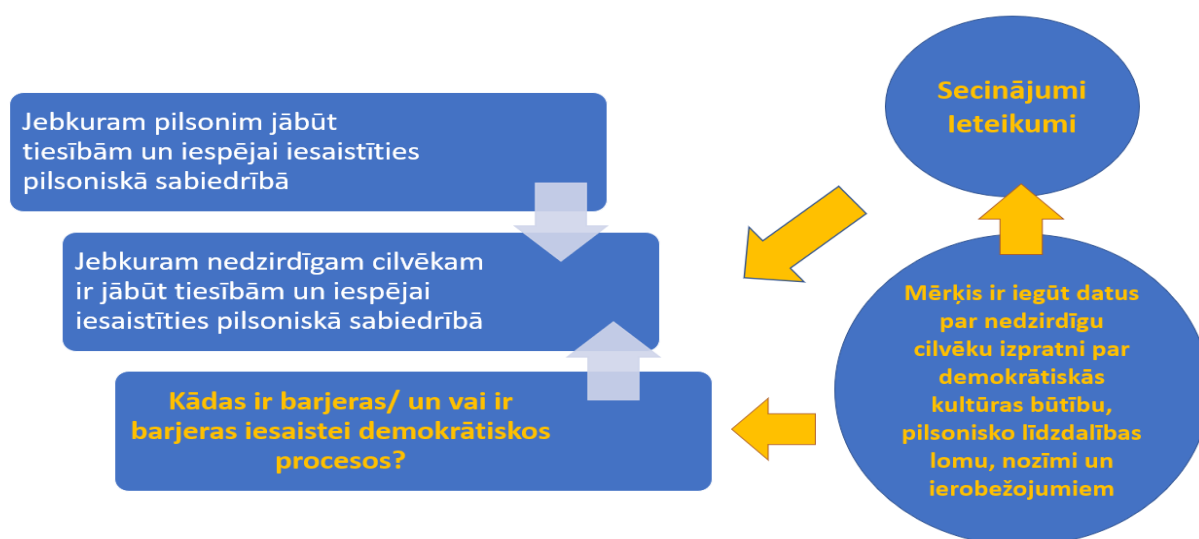 Jebkuram pilsonim jābūt
tiesībām un iespējai iesaistīties
pilsoniskā sabiedrībā
Jebkuram nedzirdīgam cilvēkam
ir jābūt tiesībām un iespējai
iesaistīties pilsoniskā sabiedrībā
Kādas ir barjeras/ un vai ir
barjeras iesaistei demokrātiskos
procesos?
Secinājumi
Ieteikumi
Mērķis ir iegūt datus
par nedzirdīgu
cilvēku izpratni par
demokrātiskās
kultūras būtību,
pilsonisko līdzdalības
lomu, nozīmi un
ierobežojumiem